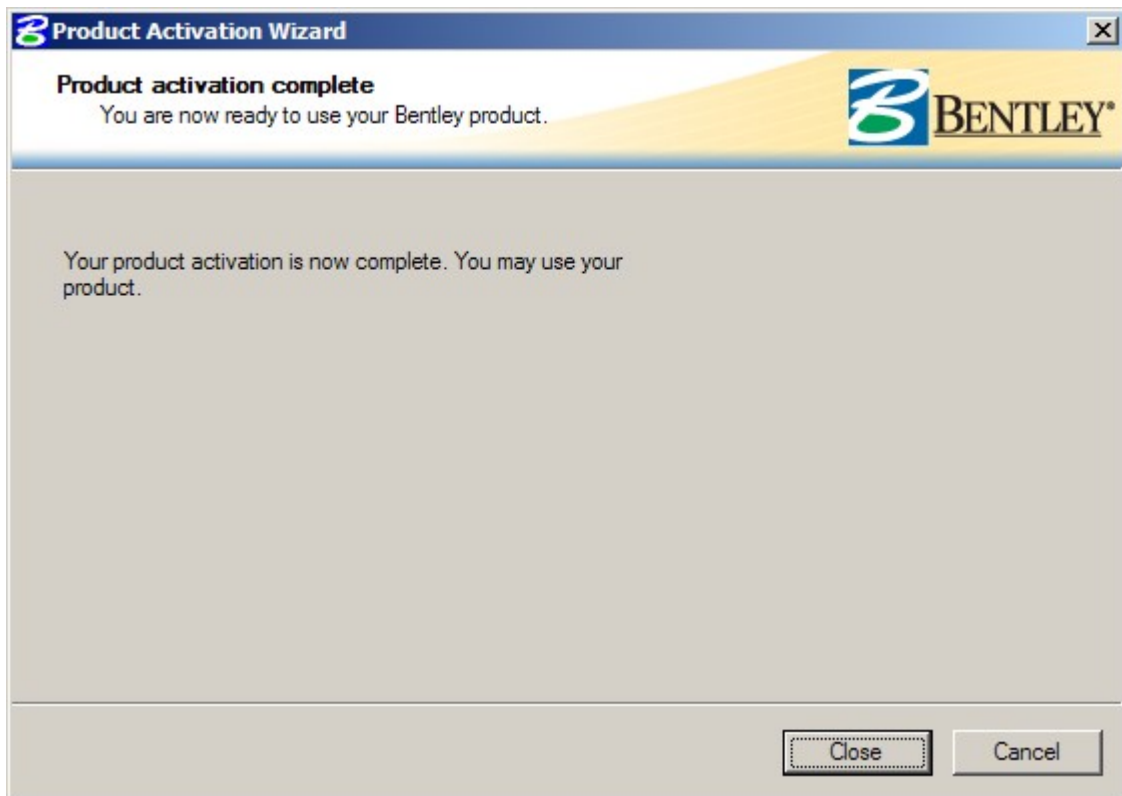 Product Activation Wizard
Product activation complete
You are now ready to use your Bentley product.
BENTLEY®
Your product activation is now complete. You may use your
product.
Close
Cancel